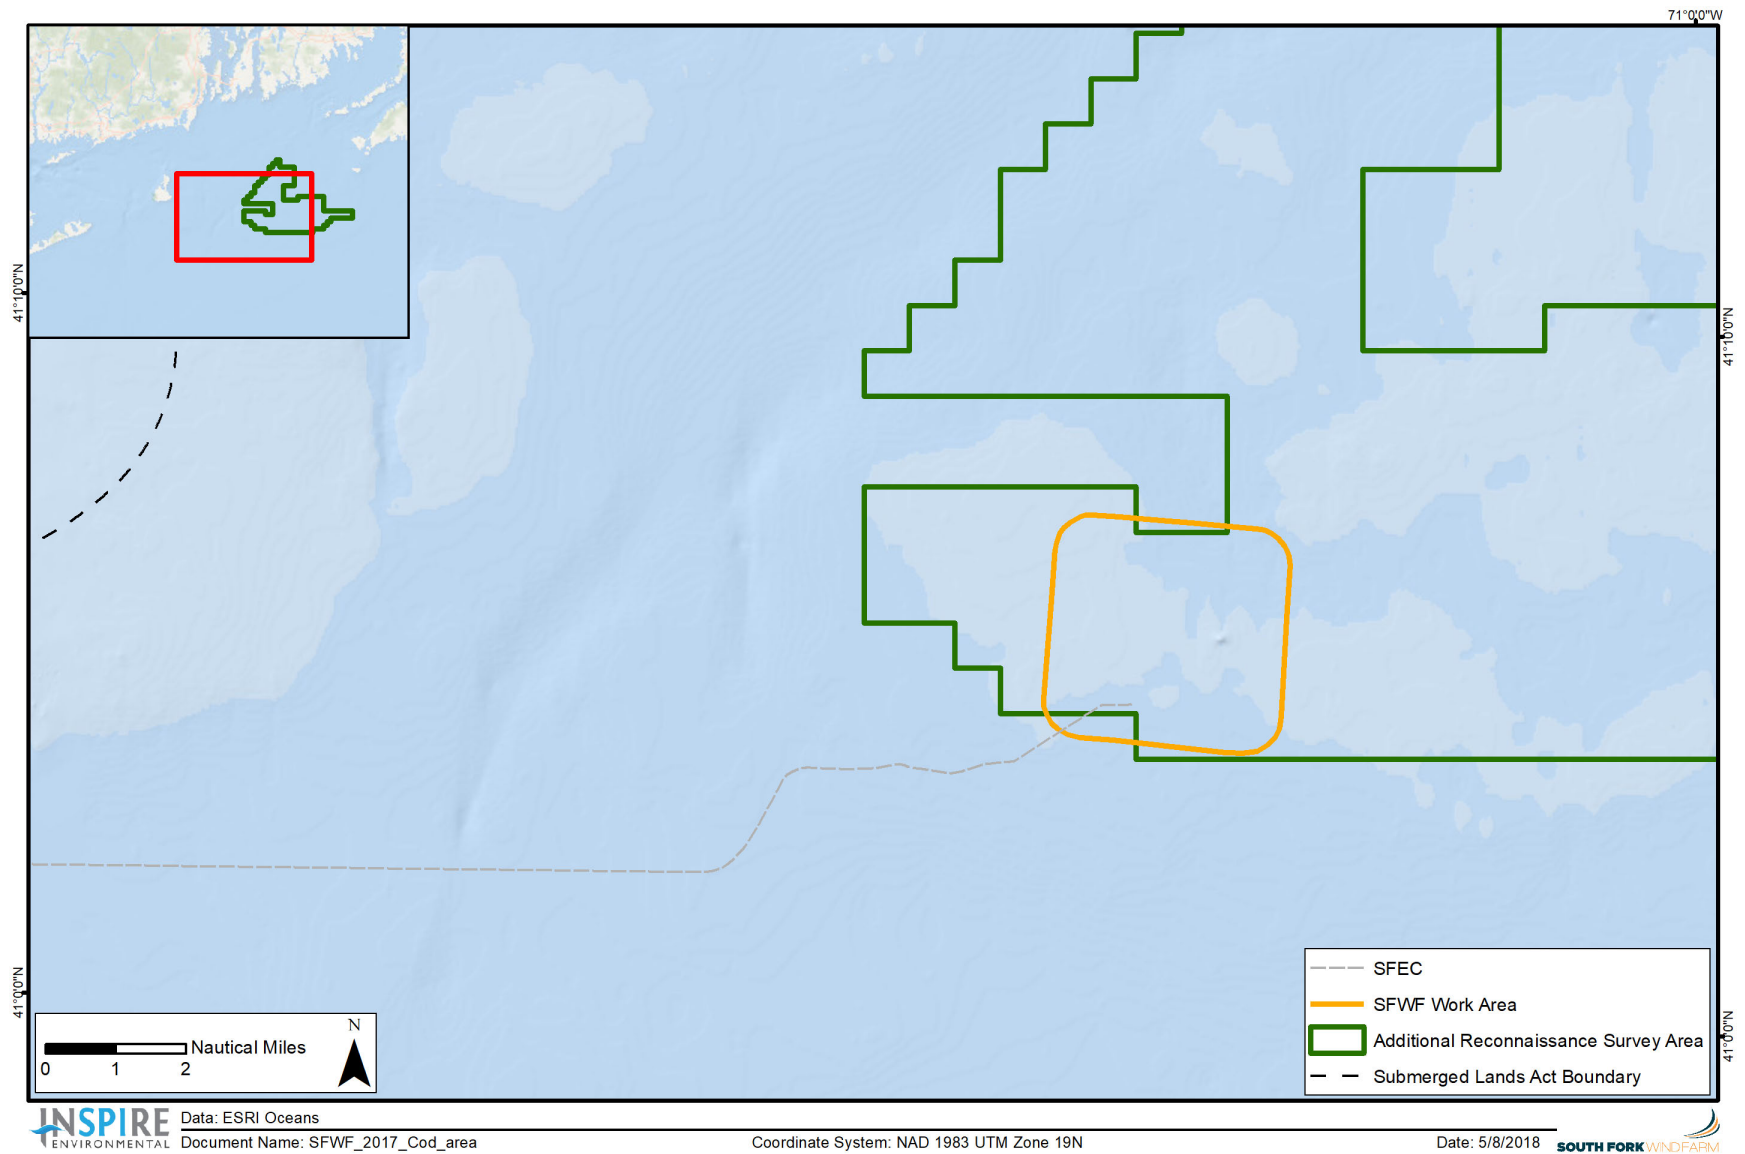 71°0'0"W
41°10'0"N
41°10'0"N
41°0'0"N
41°0'0"N
N
Nautical Miles
0 1 2
SFEC
SFWF Work Area
Additional Reconnaissance Survey Area
Submerged Lands Act Boundary
INSPIRE
ENVIRONMENTAL
Data: ESRI Oceans
Document Name: SFWF_2017_Cod_area
Coordinate System: NAD 1983 UTM Zone 19N
Date: 5/8/2018
SOUTH FORK WINDFARM